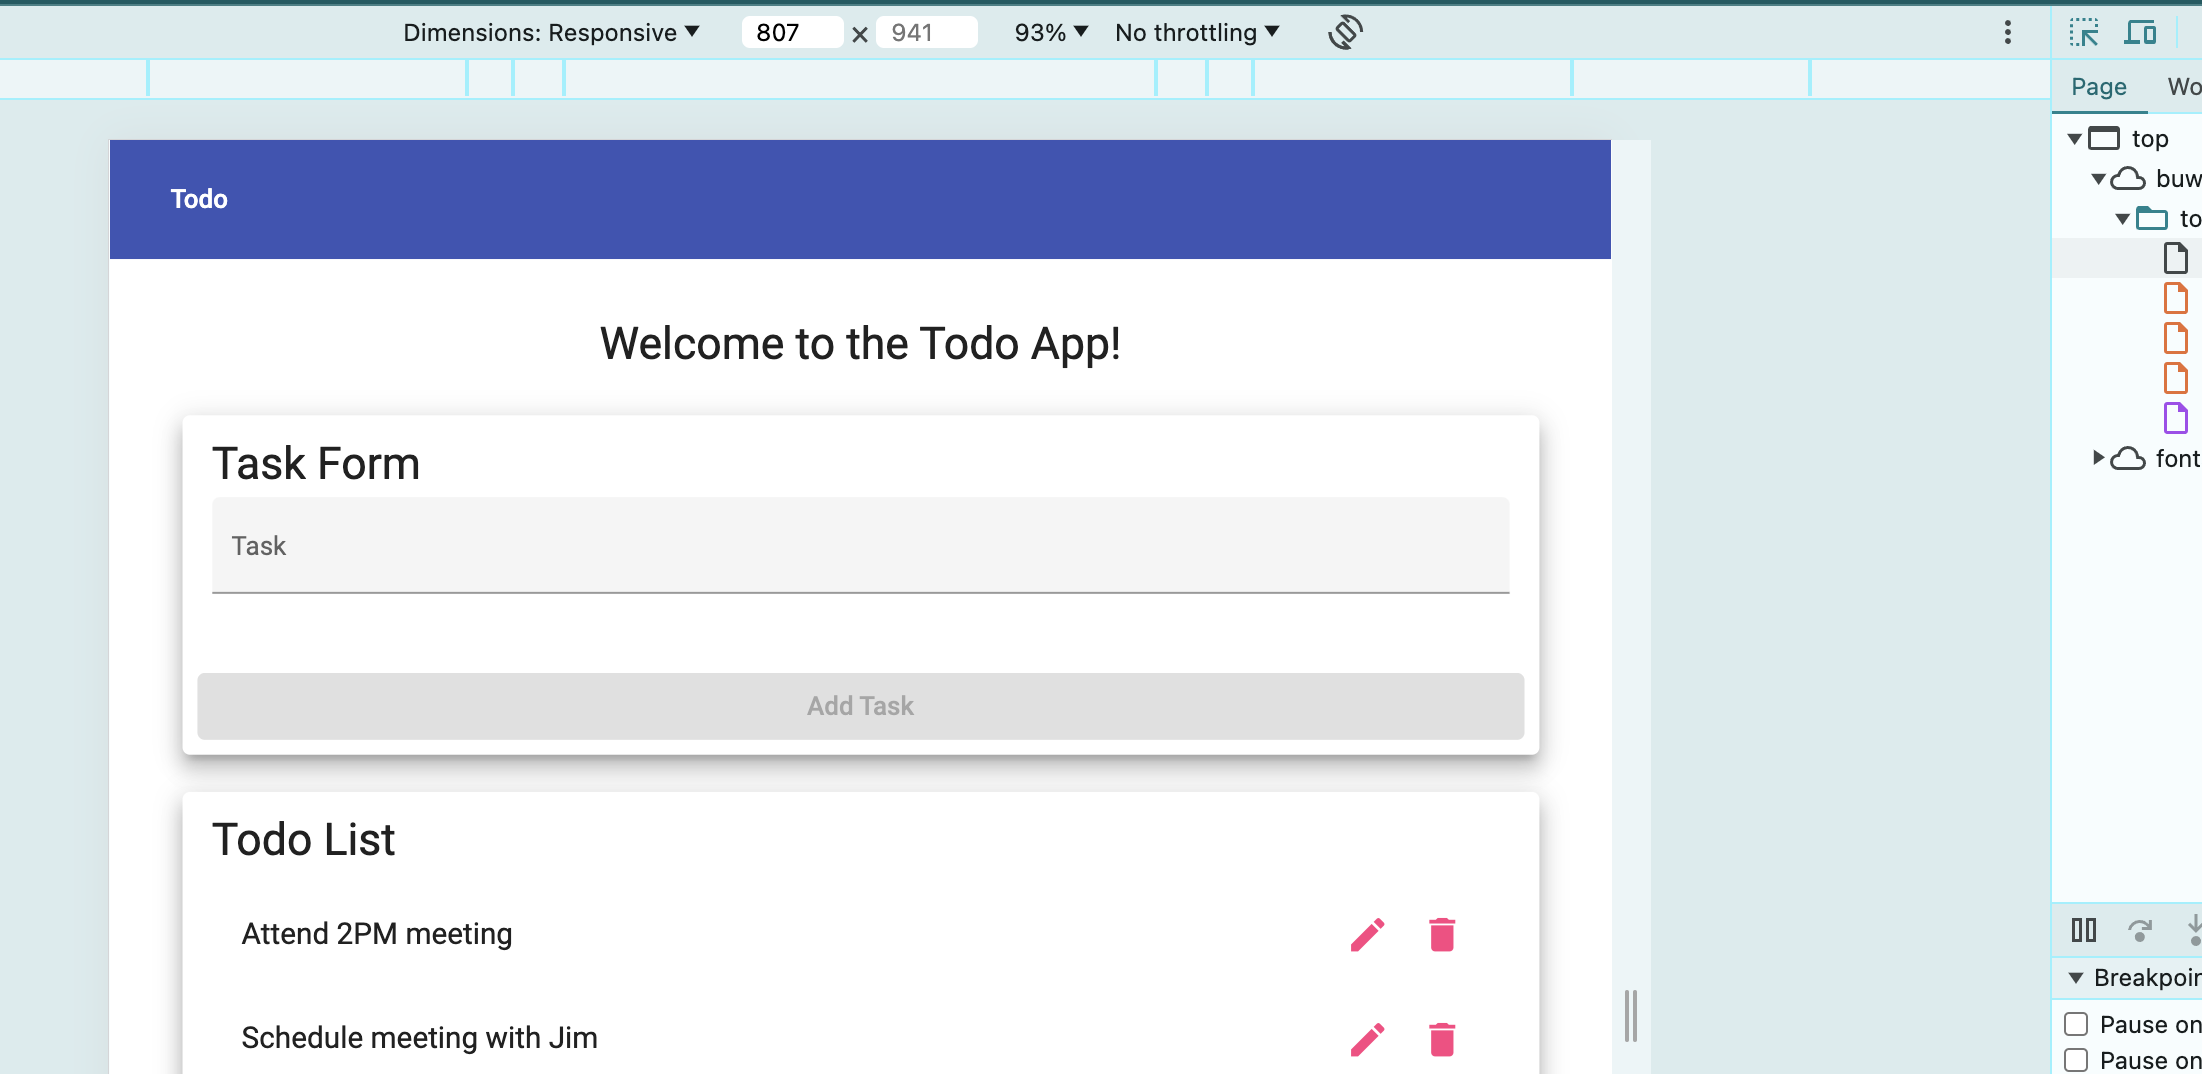 Dimensions: Responsive 807 × 941 93% No throttling
Page Wo
top
buw
to
font
Todo
Welcome to the Todo App!
Task Form
Task
Add Task
Todo List
Attend 2PM meeting
Schedule meeting with Jim
Breakpoin
Pause on
Pause on